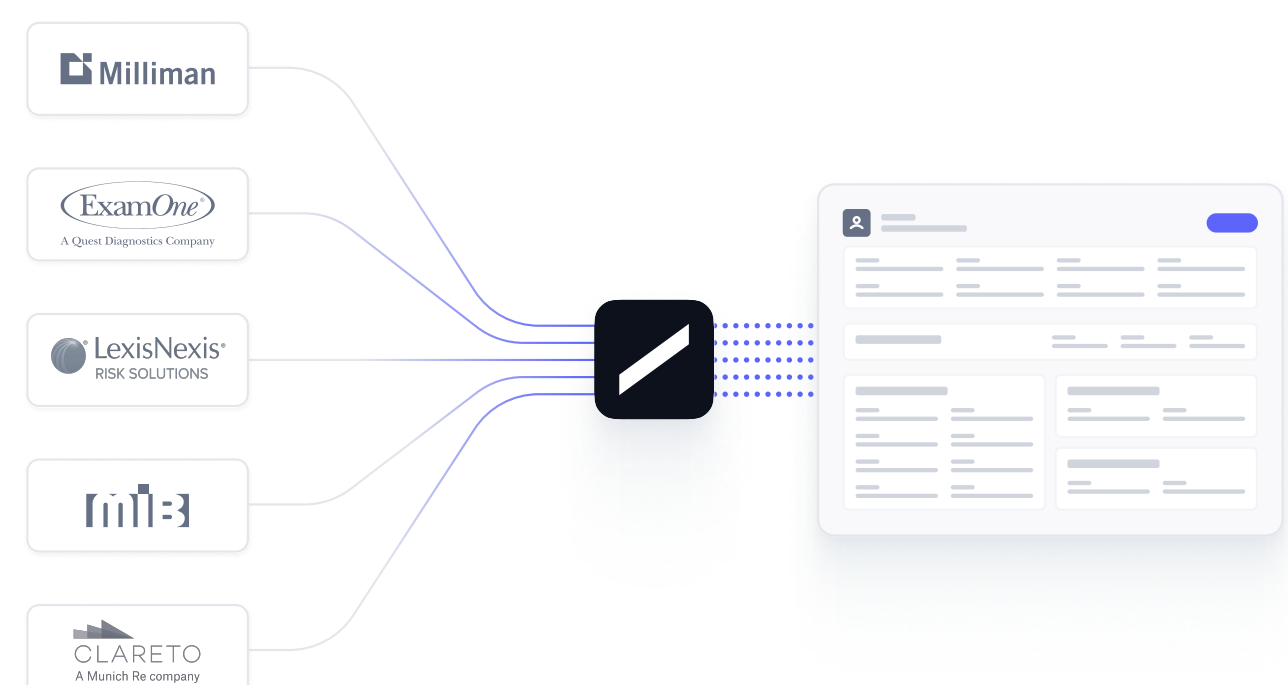 Milliman
ExamOne®
A Quest Diagnostics Company
LexisNexis®
RISK SOLUTIONS
mib
CLARETO
A Munich Re company